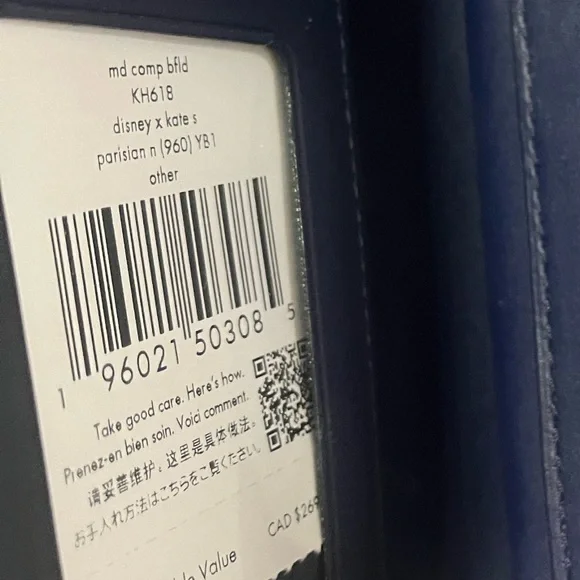 md comp bfld
KH618
disney x kate s
parisian n (960) YB1
other
1 96021 50308 5
Take good care. Here's how.
Prenez-en bien soin. Voici comment.
请妥善维护。这里是具体做法。
お手入れ方法はこちらをご覧ください。
CAD $269
Value